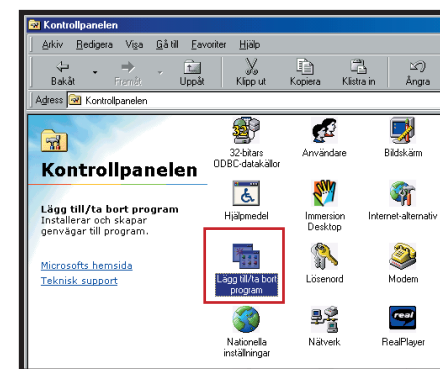 Kontrollpanelen
Arkiv Redigera Visa Gå till Favoriter Hjälp
Bakåt Framåt Uppåt Klipp ut Kopiera Klistra in Ångra
Adress Kontrollpanelen
Kontrollpanelen
Lägg till/ta bort program
Installerar och skapar
genvägar till program.
Microsofts hemsida
Teknisk support
32-bitars
ODBC-datakällor
Användare
Bildskärm
Hjälpmedel
Immersion
Desktop
Internet-alternativ
Lägg till/ta bort
program
Lösenord
Modem
Nationella
inställningar
Nätverk
real
RealPlayer